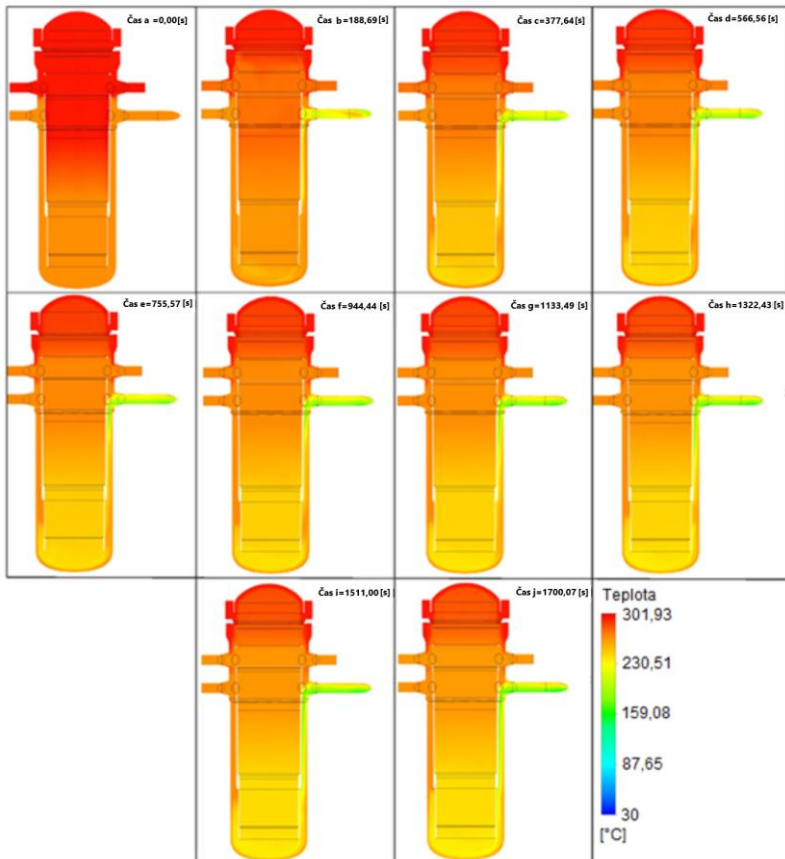 Čas a =0,00[s]
Čas b=188,69[s]
Čas c=377,64[s]
Čas d=566,56[s]
Čas e=755,57[s]
Čas f=944,44 [s]
Čas g=1133,49 [s]
Čas h=1322,43 [s]
Čas i=1511,00[s]
Čas j=1700,07[s]
Teplota
301,93
230,51
159,08
87,65
30
[°C]